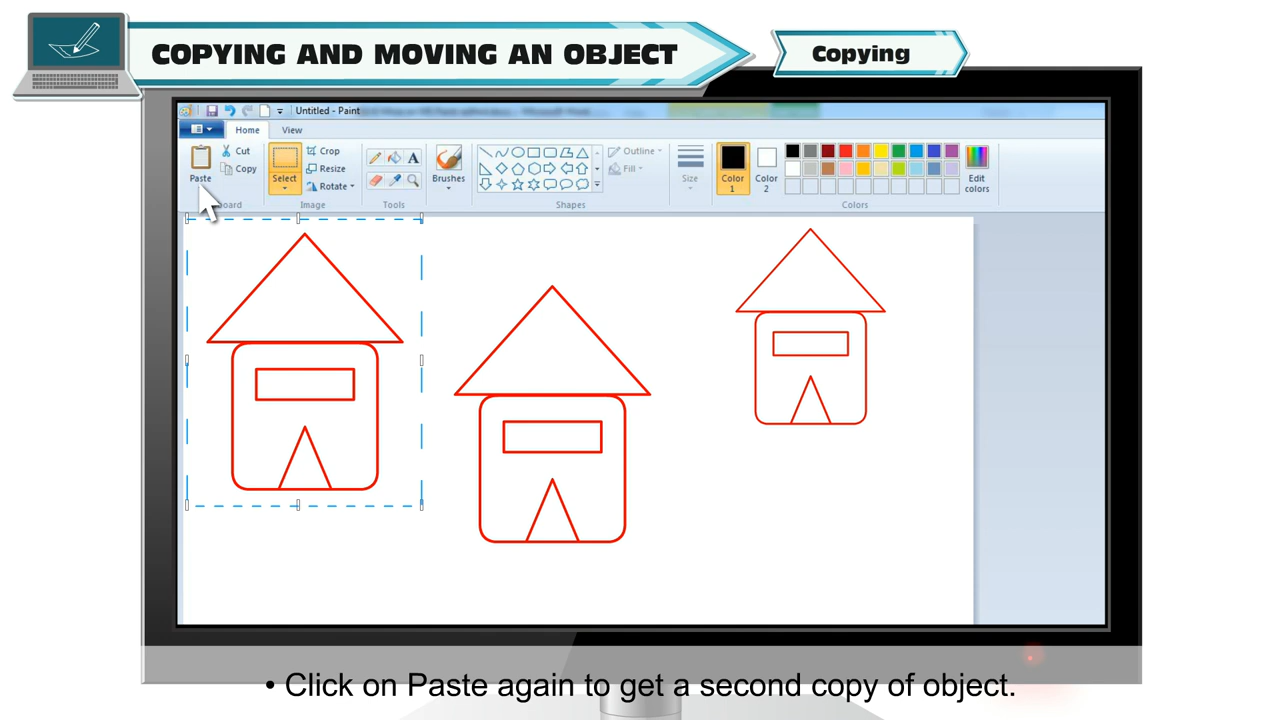 COPYING AND MOVING AN OBJECT
Copying
Untitled - Paint
Home
View
Paste
Cut
Copy
board
Select
Crop
Resize
Rotate
Image
A
Tools
Brushes
Shapes
Outline
Fill
Size
Color
1
Color
2
Edit
colors
Colors
• Click on Paste again to get a second copy of object.